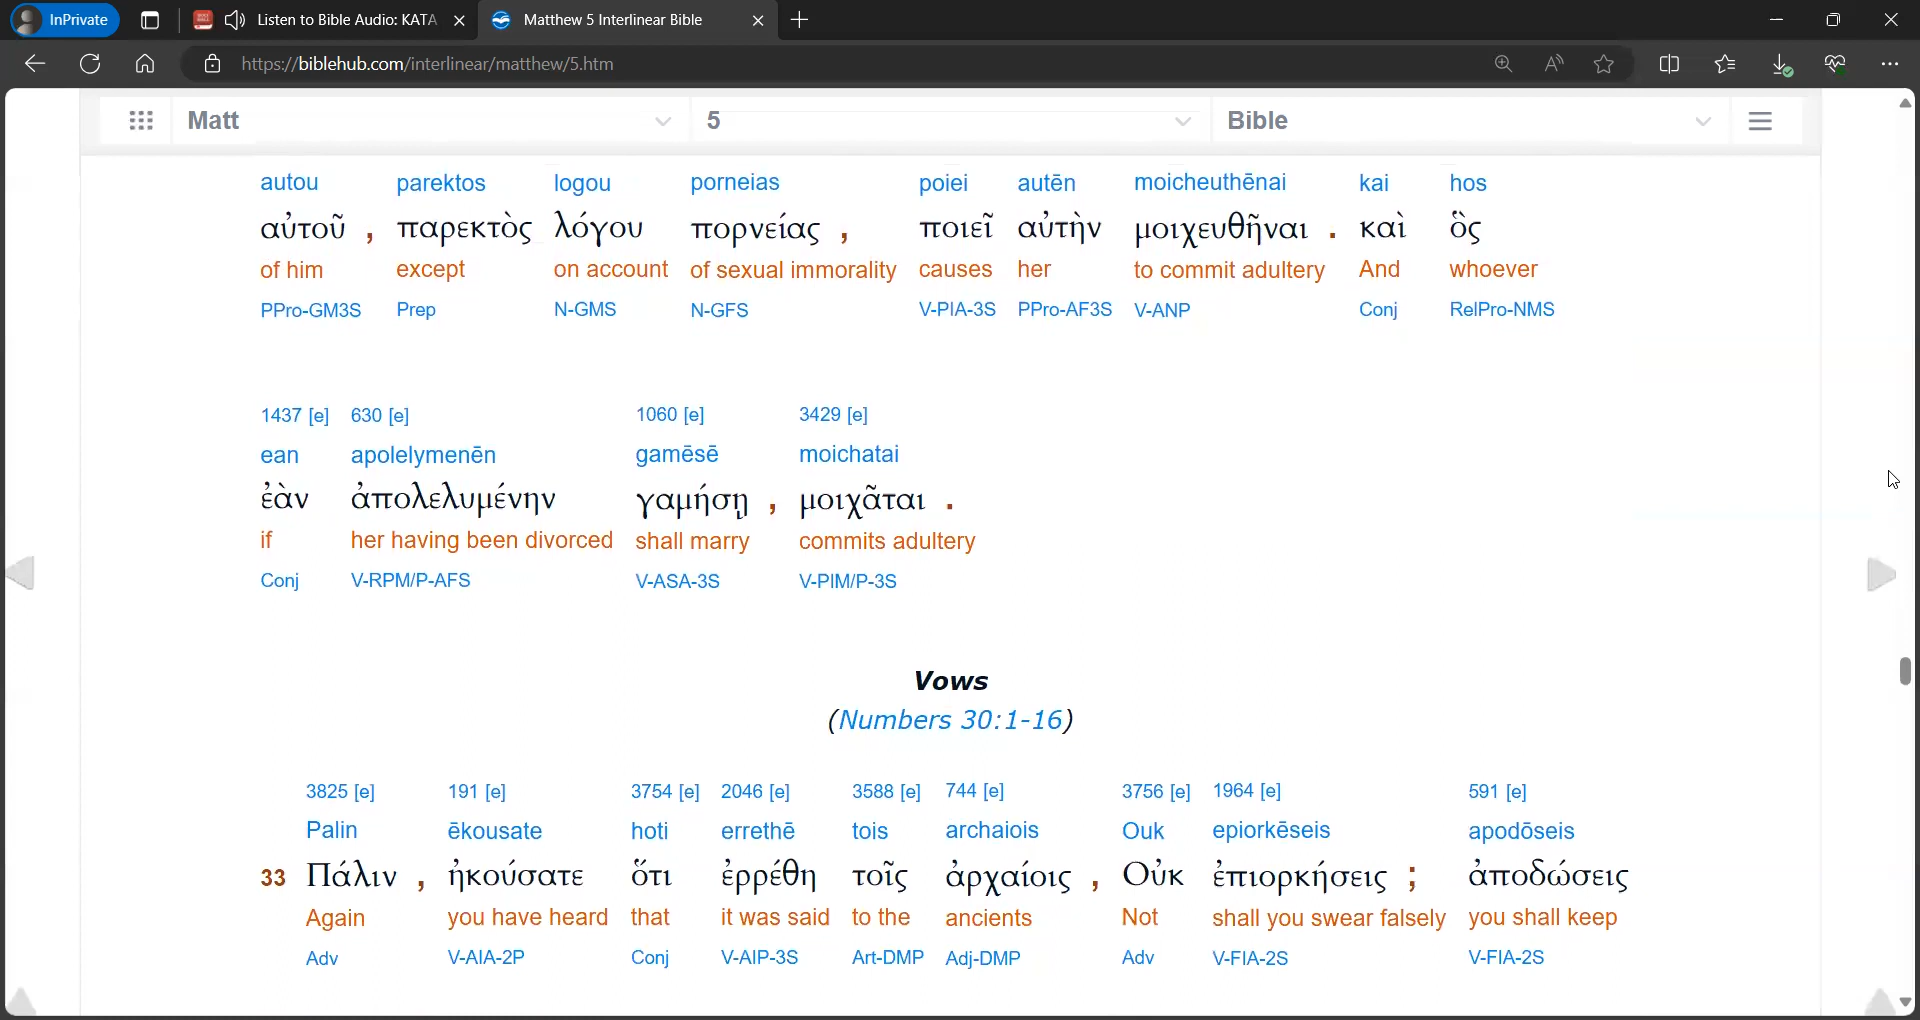 InPrivate Listen to Bible Audio: KATA Matthew 5 Interlinear Bible
https://biblehub.com/interlinear/matthew/5.htm
Matt 5 Bible
autou parektos logou porneias poiei autēn moicheuthēnai kai hos
αὐτοῦ , παρεκτὸς λόγου πορνείας , ποιεῖ αὐτὴν μοιχευθῆναι . καὶ ὃς
of him except on account of sexual immorality causes her to commit adultery And whoever
PPro-GM3S Prep N-GMS N-GFS V-PIA-3S PPro-AF3S V-ANP Conj RelPro-NMS
1437 [e] 630 [e] 1060 [e] 3429 [e]
ean apolelymenēn gamēsē moichatai
ἐὰν ἀπολελυμένην γαμήσῃ , μοιχᾶται .
if her having been divorced shall marry commits adultery
Conj V-RPM/P-AFS V-ASA-3S V-PIM/P-3S
Vows
(Numbers 30:1-16)
3825 [e] 191 [e] 3754 [e] 2046 [e] 3588 [e] 744 [e] 3756 [e] 1964 [e] 591 [e]
Palin ēkousate hoti errethē tois archaiois Ouk epiorkēseis apodōseis
33 Πάλιν , ἠκούσατε ὅτι ἐρρέθη τοῖς ἀρχαίοις , Οὐκ ἐπιορκήσεις ; ἀποδώσεις
Again you have heard that it was said to the ancients Not shall you swear falsely you shall keep
Adv V-AIA-2P Conj V-AIP-3S Art-DMP Adj-DMP Adv V-FIA-2S V-FIA-2S